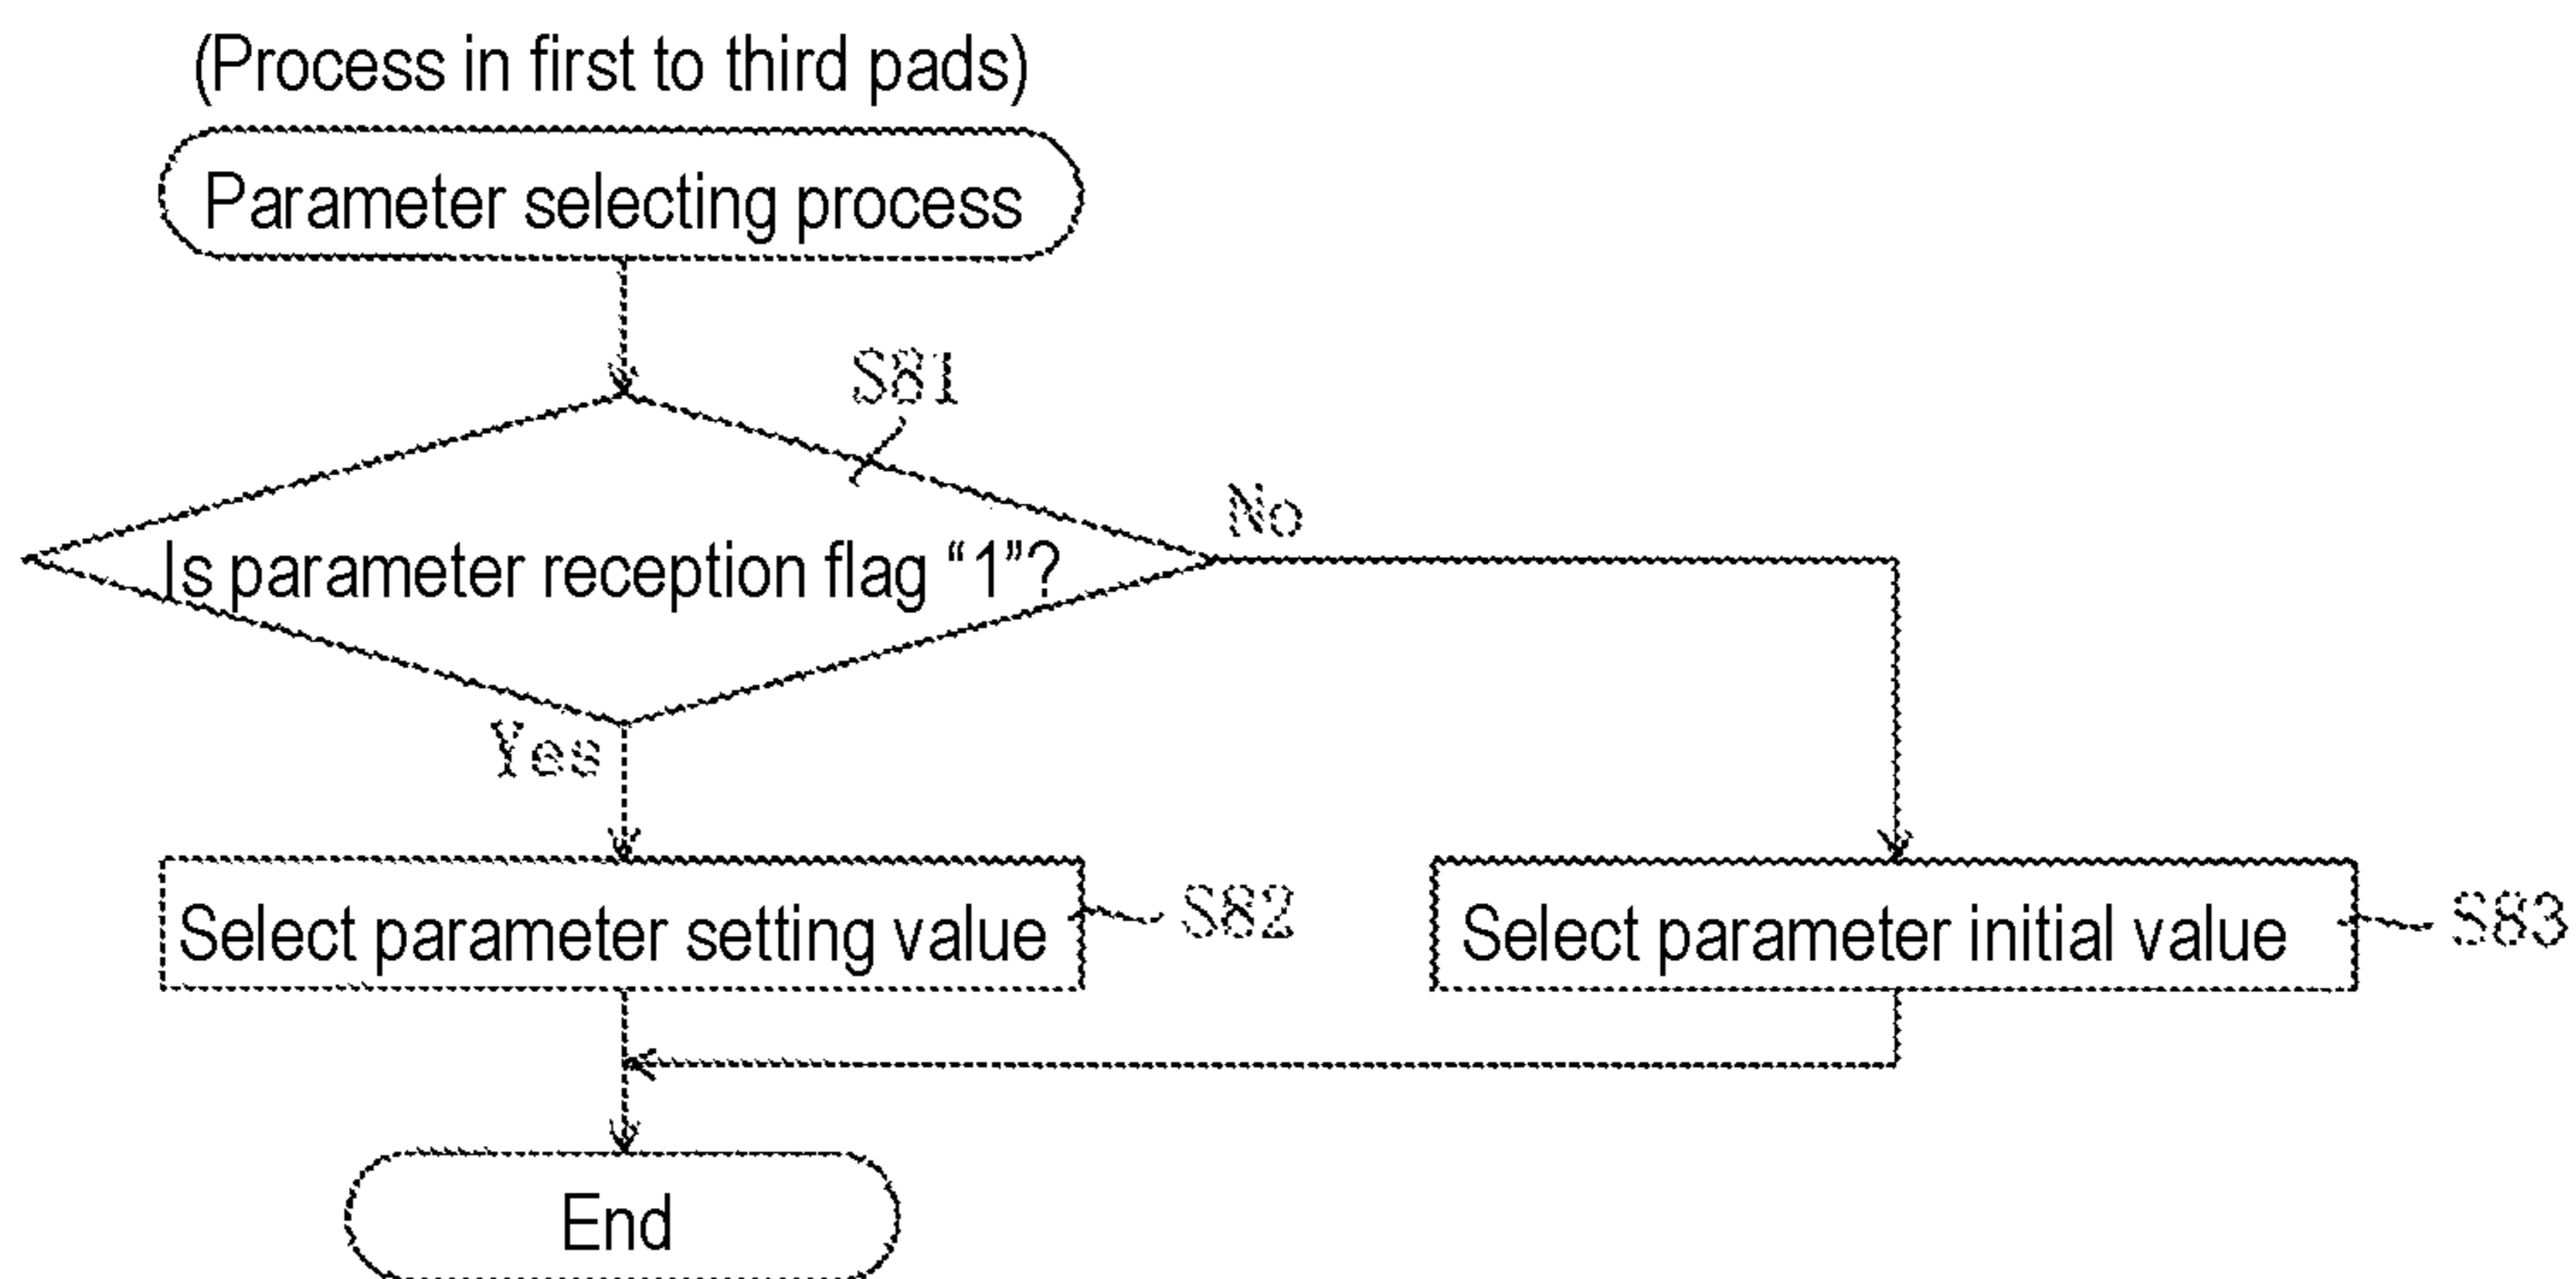 (Process in first to third pads)
Parameter selecting process
S81
No
Is parameter reception flag “1”?
Yes
Select parameter setting value
S82
Select parameter initial value
S83
End